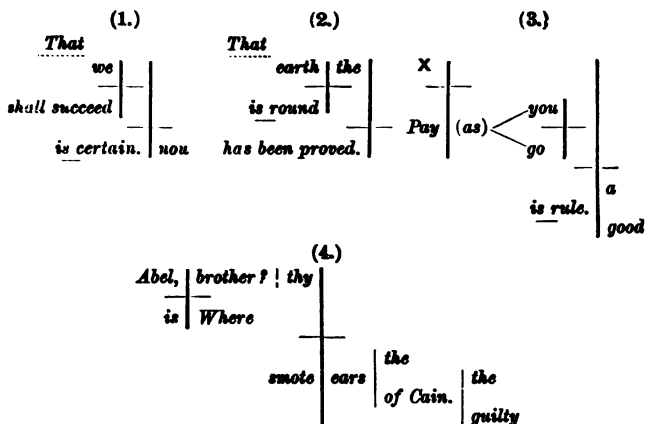 (1.) (2.) (3.}
That That
we earth the X
shall succeed is round Pay (as) you
is certain. nou has been proved. go
a
is rule.
good
(4.)
Abel, brother? thy
is Where
the
smote ears
of Cain. the
guilty